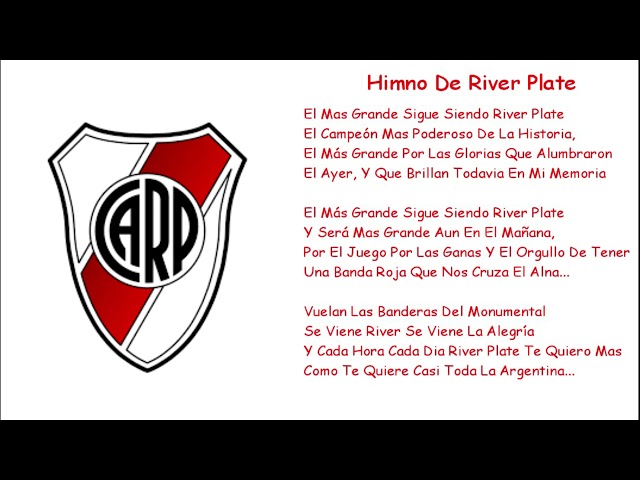 Himno De River Plate
El Mas Grande Sigue Siendo River Plate
El Campeón Mas Poderoso De La Historia,
El Más Grande Por Las Glorias Que Alumbraron
El Ayer, Y Que Brillan Todavia En Mi Memoria
El Más Grande Sigue Siendo River Plate
Y Será Mas Grande Aun En El Mañana,
Por El Juego Por Las Ganas Y El Orgullo De Tener
Una Banda Roja Que Nos Cruza El Alna...
Vuelan Las Banderas Del Monumental
Se Viene River Se Viene La Alegría
Y Cada Hora Cada Dia River Plate Te Quiero Mas
Como Te Quiere Casi Toda La Argentina...
CARP